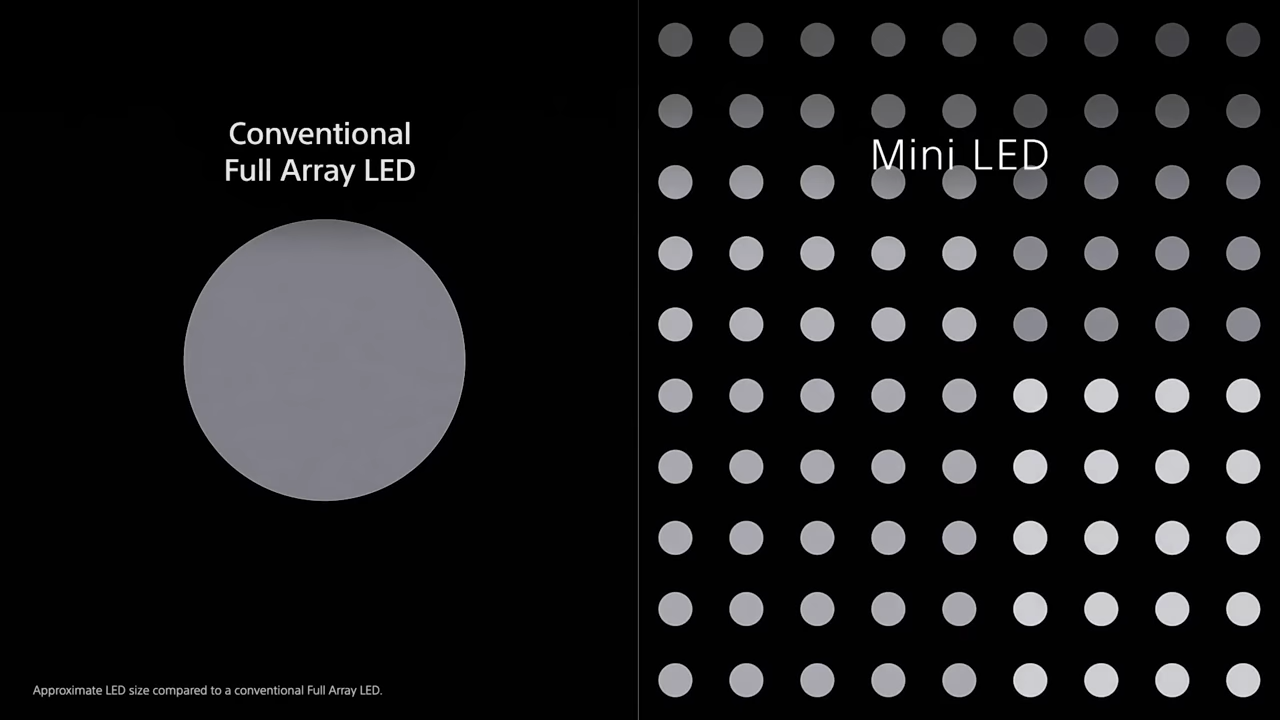 Conventional
Full Array LED
Mini LED
Approximate LED size compared to a conventional Full Array LED.